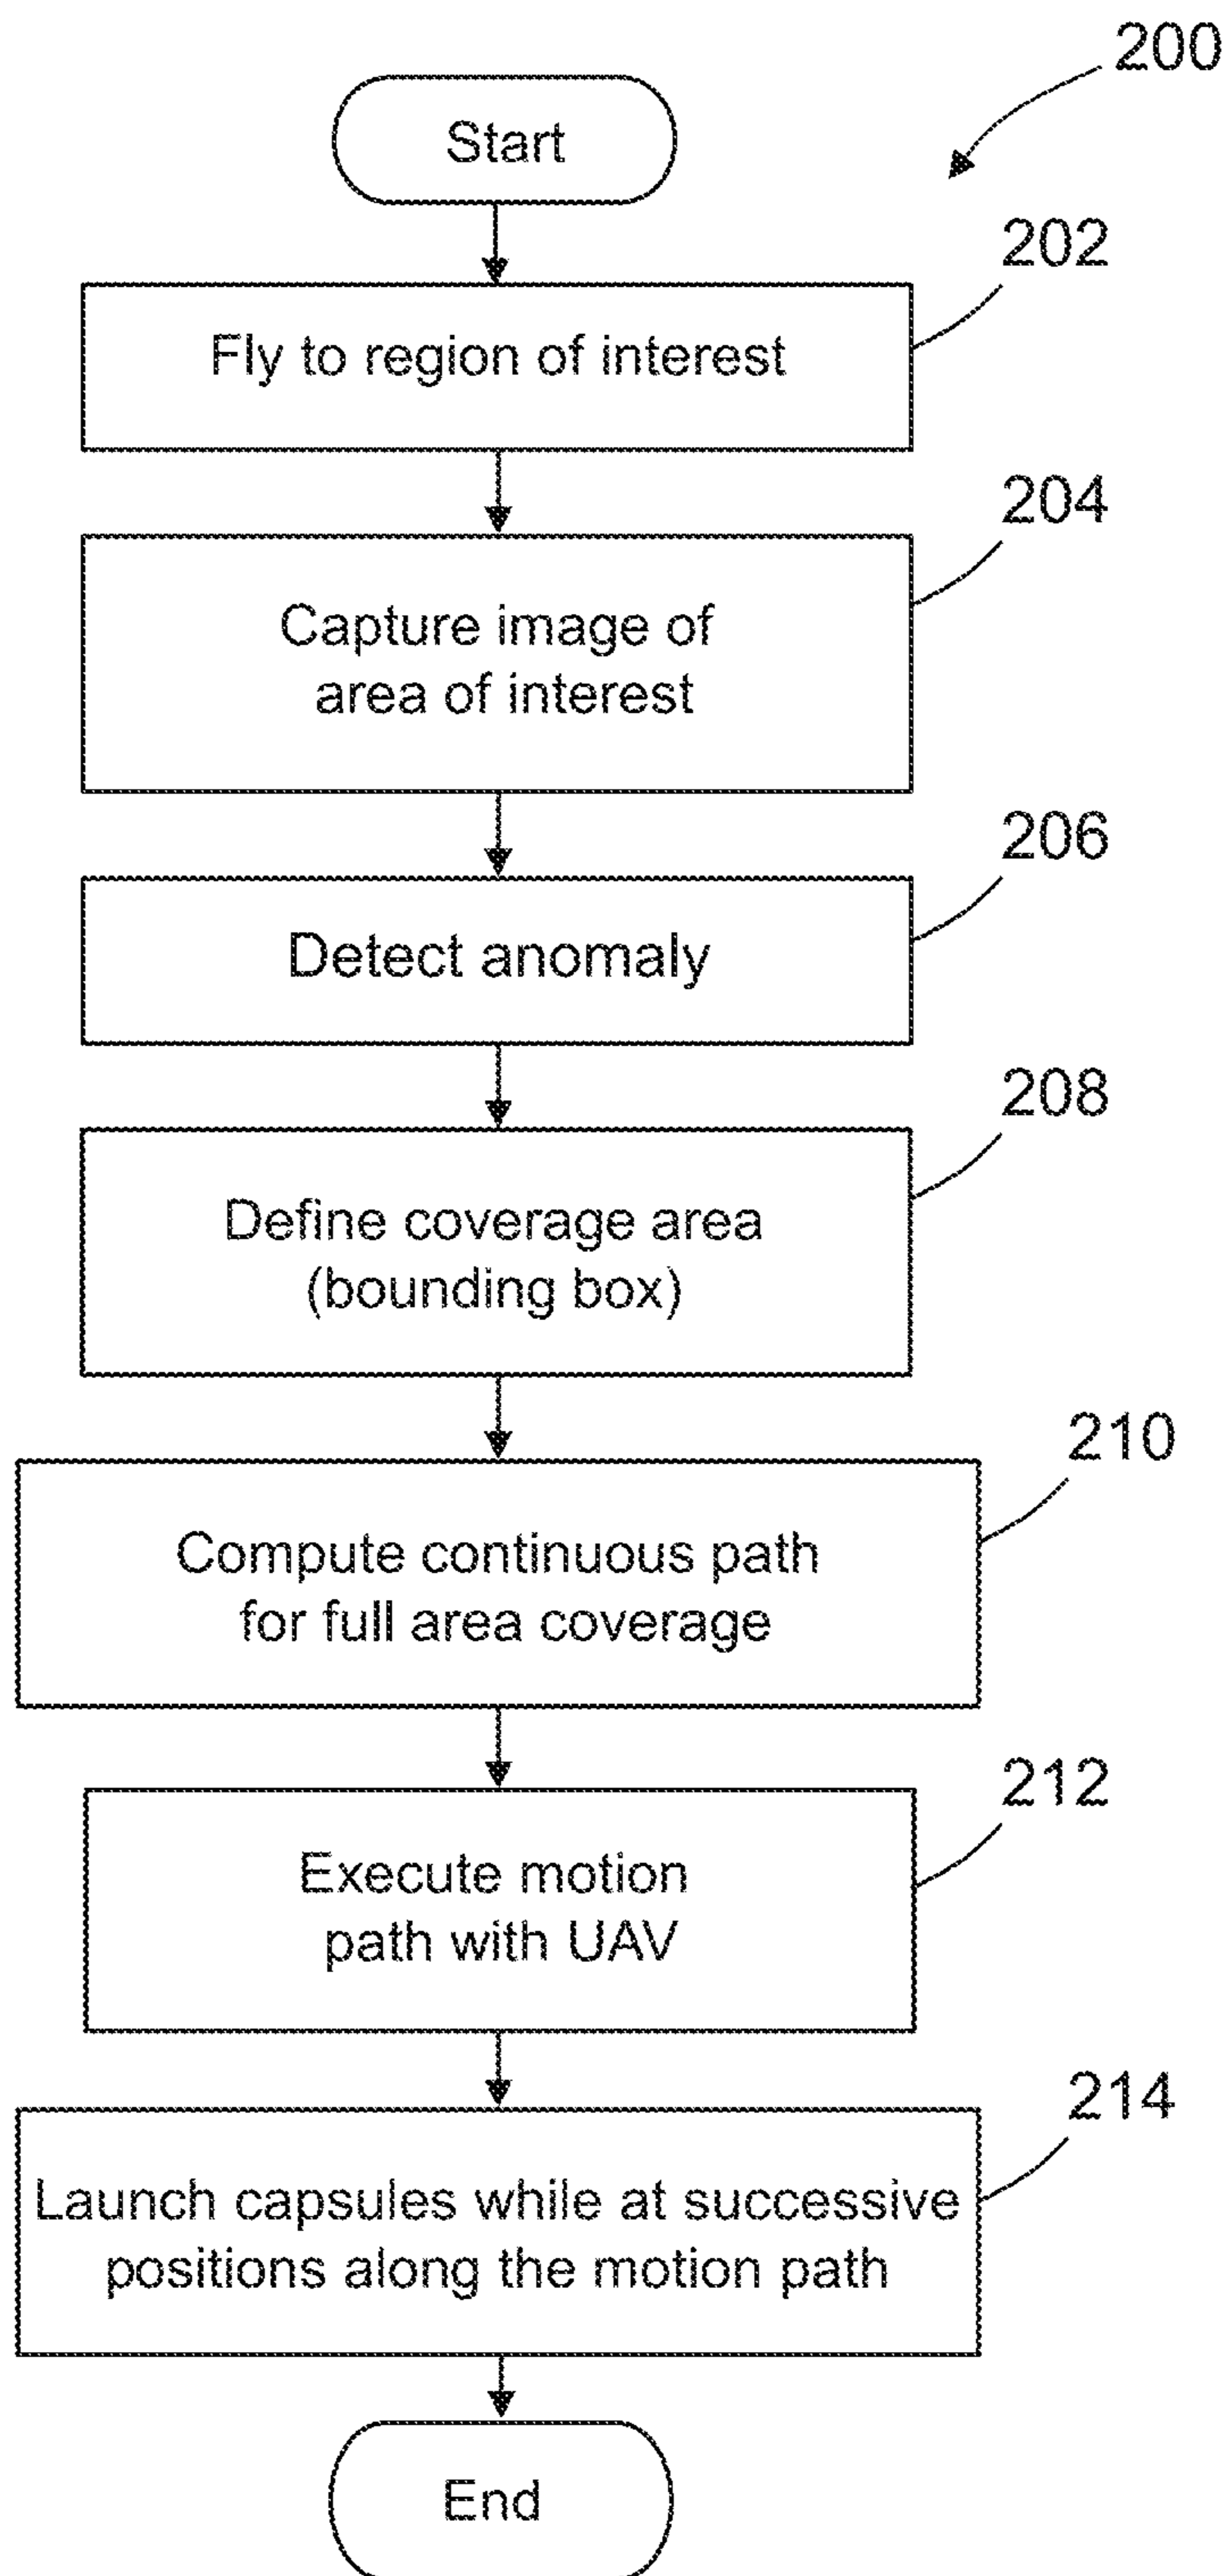 200
Start
202
Fly to region of interest
204
Capture image of
area of interest
206
Detect anomaly
208
Define coverage area
(bounding box)
210
Compute continuous path
for full area coverage
212
Execute motion
path with UAV
214
Launch capsules while at successive
positions along the motion path
End